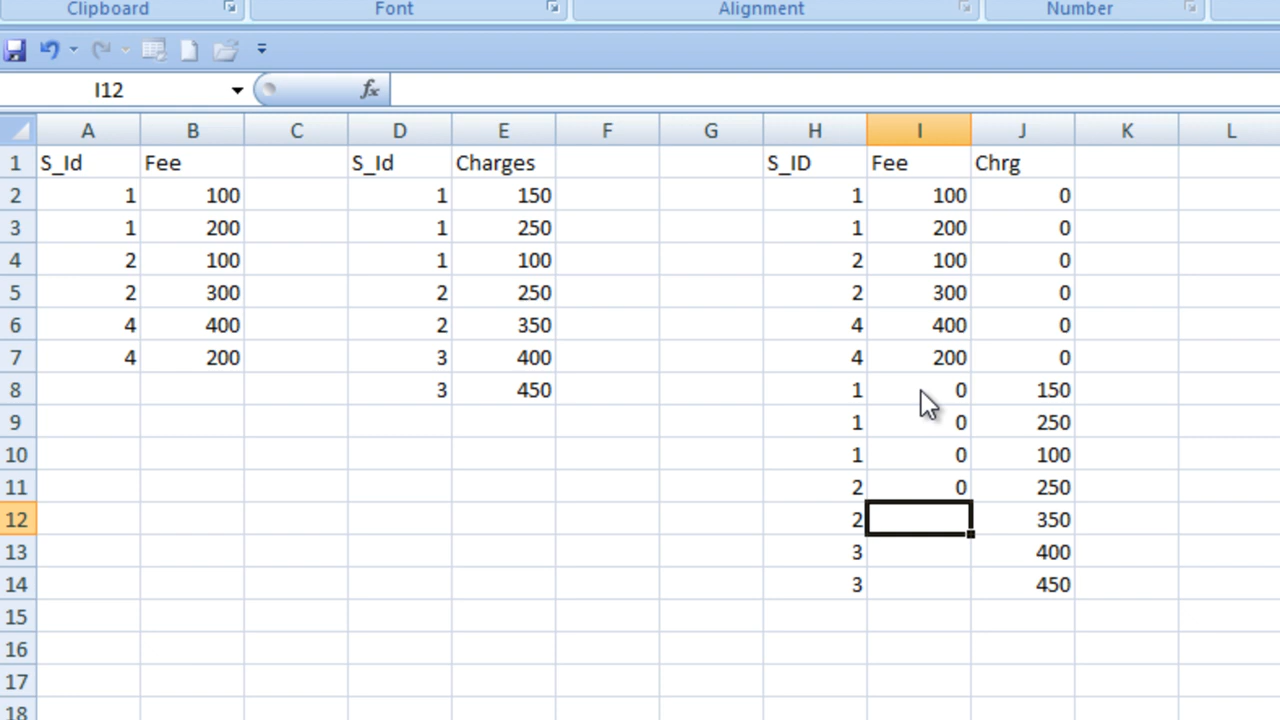 Clipboard Font Alignment Number
I12 fx
A B C D E F G H I J K L
1 S_Id Fee S_Id Charges S_ID Fee Chrg
2 1 100 1 150 1 100 0
3 1 200 1 250 1 200 0
4 2 100 1 100 2 100 0
5 2 300 2 250 2 300 0
6 4 400 2 350 4 400 0
7 4 200 3 400 4 200 0
8 3 450 1 0 150
9 1 0 250
10 1 0 100
11 2 0 250
12 2 350
13 3 400
14 3 450
15
16
17
18